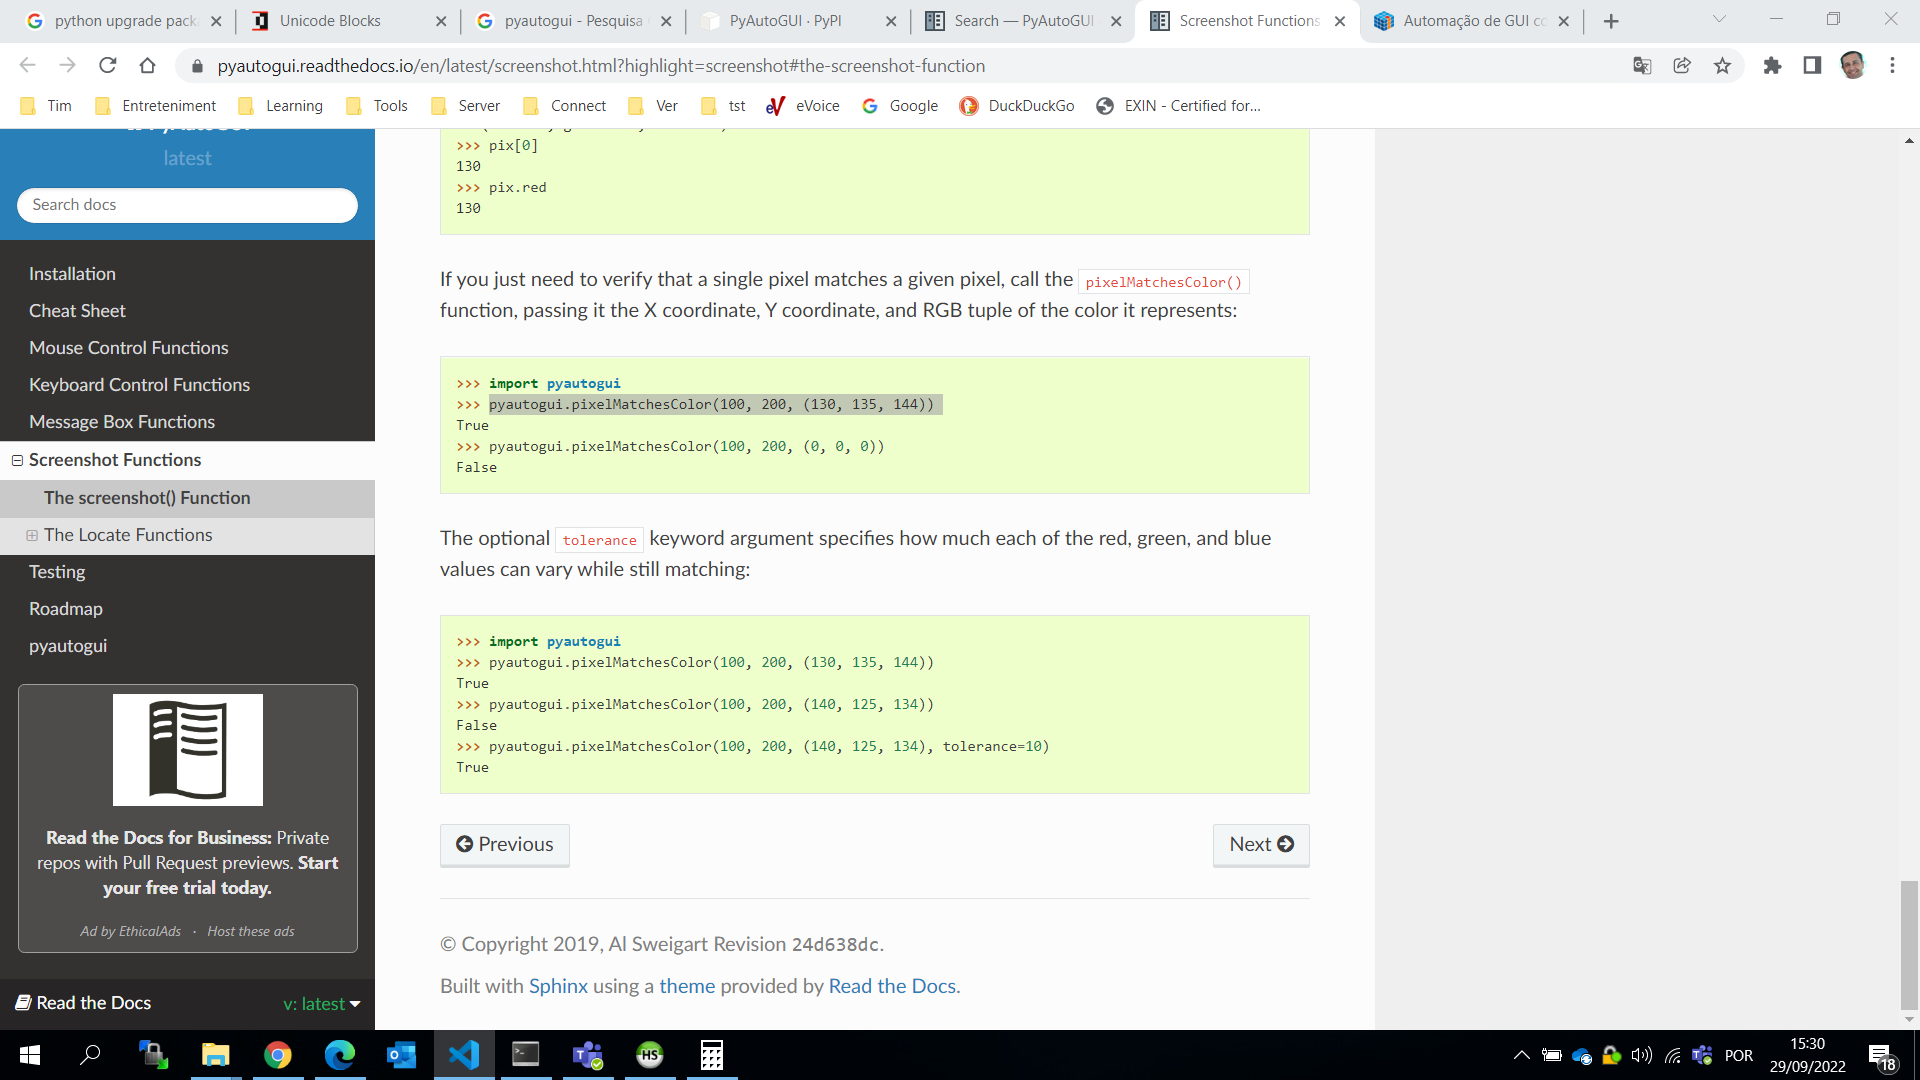 python upgrade pack
Unicode Blocks
pyautogui - Pesquisa
PyAutoGUI · PyPI
Search — PyAutoGUI
Screenshot Functions
Automação de GUI co
pyautogui.readthedocs.io/en/latest/screenshot.html?highlight=screenshot#the-screenshot-function
Tim
Entreteniment
Learning
Tools
Server
Connect
Ver
tst
eVoice
Google
DuckDuckGo
EXIN - Certified for...
latest
Search docs
Installation
Cheat Sheet
Mouse Control Functions
Keyboard Control Functions
Message Box Functions
Screenshot Functions
The screenshot() Function
The Locate Functions
Testing
Roadmap
pyautogui
Read the Docs for Business: Private
repos with Pull Request previews. Start
your free trial today.
Ad by EthicalAds · Host these ads
Read the Docs
v: latest
>>> pix[0]
130
>>> pix.red
130
If you just need to verify that a single pixel matches a given pixel, call the pixelMatchesColor()
function, passing it the X coordinate, Y coordinate, and RGB tuple of the color it represents:
>>> import pyautogui
>>> pyautogui.pixelMatchesColor(100, 200, (130, 135, 144))
True
>>> pyautogui.pixelMatchesColor(100, 200, (0, 0, 0))
False
The optional tolerance keyword argument specifies how much each of the red, green, and blue
values can vary while still matching:
>>> import pyautogui
>>> pyautogui.pixelMatchesColor(100, 200, (130, 135, 144))
True
>>> pyautogui.pixelMatchesColor(100, 200, (140, 125, 134))
False
>>> pyautogui.pixelMatchesColor(100, 200, (140, 125, 134), tolerance=10)
True
Previous
Next
© Copyright 2019, Al Sweigart Revision 24d638dc.
Built with Sphinx using a theme provided by Read the Docs.
HS
POR
15:30
29/09/2022
18